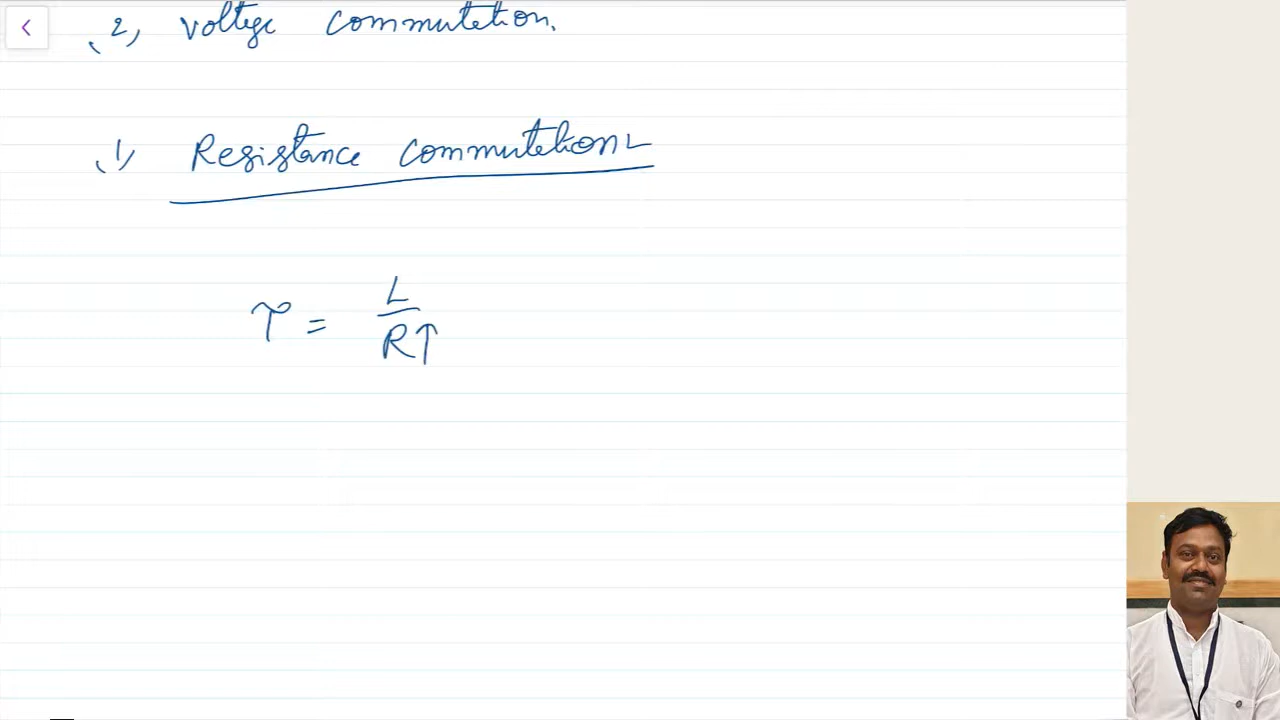 (2) Voltage commutation.
(1) Resistance commutation:-
τ = L / R↑